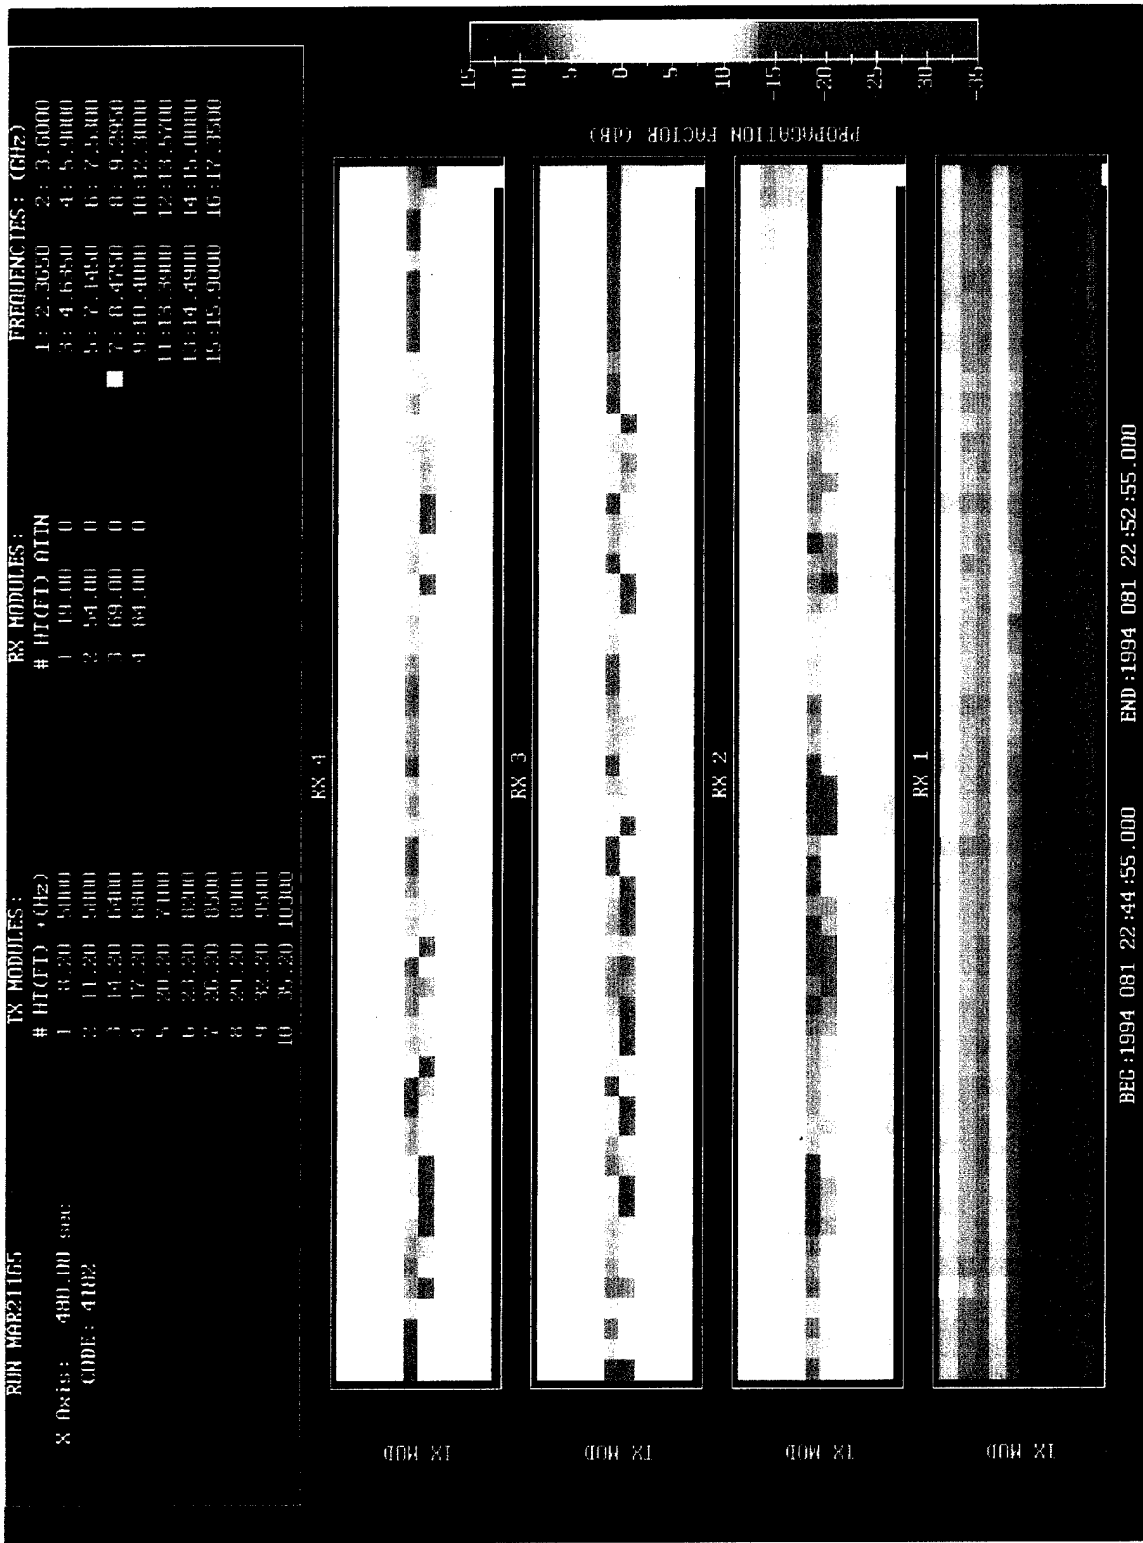 RUN MAR21165
X Axis: 480.00 sec
CODE: 4102
TX MODULES:
# HI(FT) +(Hz)
1 8.20
2 11.20
3 14.20 6400
4 17.20 6800
5 20.20 7100
6 23.20 8200
7 26.20 8500
8 29.20 8900
9 32.20 9500
10 35.20 10300
RX MODULES:
# HI(FT) ATTN
1 19.00 0
2 54.00 0
3 69.00 0
4 84.00 0
FREQUENCIES: (GHz)
1: 2.3650 2: 3.6000
3: 4.6350 4: 5.9000
5: 7.1450 6: 7.5300
7: 8.4750 8: 9.2950
9:10.4000 10:12.3000
11:13.3900 12:13.5700
13:14.4900 14:15.0000
15:15.9000 16:17.3500
RX 4
TX MOD
RX 3
TX MOD
RX 2
TX MOD
RX 1
TX MOD
PROPAGATION FACTOR (dB)
15 10 5 0 5 10 -15 -20 -25 30 -35
BEG:1994 081 22:44:55.000 END:1994 081 22:52:55.000